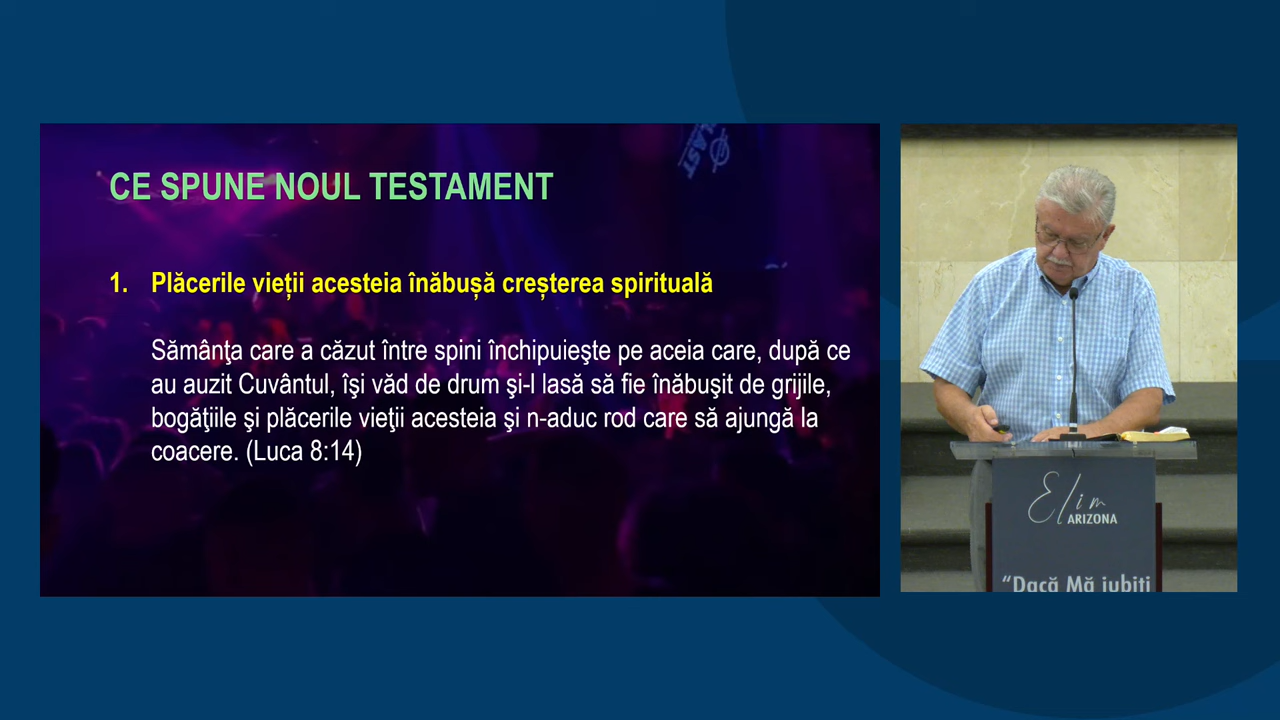 CE SPUNE NOUL TESTAMENT
1. Plăcerile vieții acesteia înăbușă creșterea spirituală
Sămânţa care a căzut între spini închipuieşte pe aceia care, după ce
au auzit Cuvântul, îşi văd de drum şi-l lasă să fie înăbuşit de grijile,
bogăţiile şi plăcerile vieţii acesteia şi n-aduc rod care să ajungă la
coacere. (Luca 8:14)
Elim
ARIZONA
“Dacă Mă iubiți